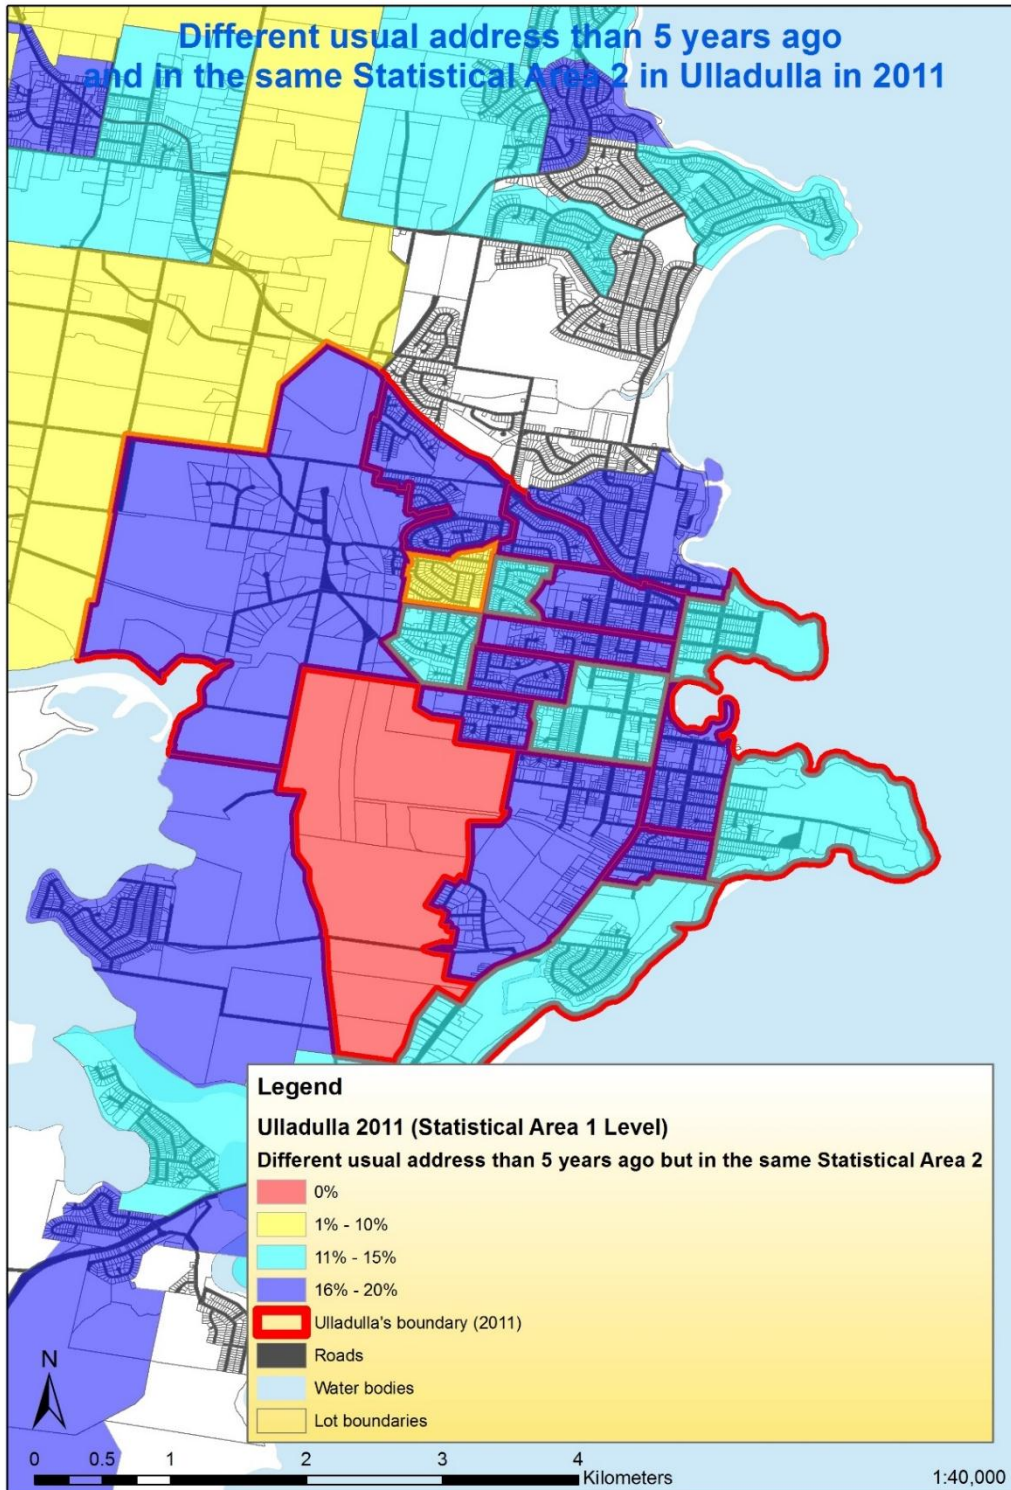 Different usual address than 5 years ago
and in the same Statistical Area 2 in Ulladulla in 2011
Legend
Ulladulla 2011 (Statistical Area 1 Level)
Different usual address than 5 years ago but in the same Statistical Area 2
0%
1% - 10%
11% - 15%
16% - 20%
Ulladulla's boundary (2011)
Roads
Water bodies
Lot boundaries
N
0 0.5 1 2 3 4
Kilometers
1:40,000